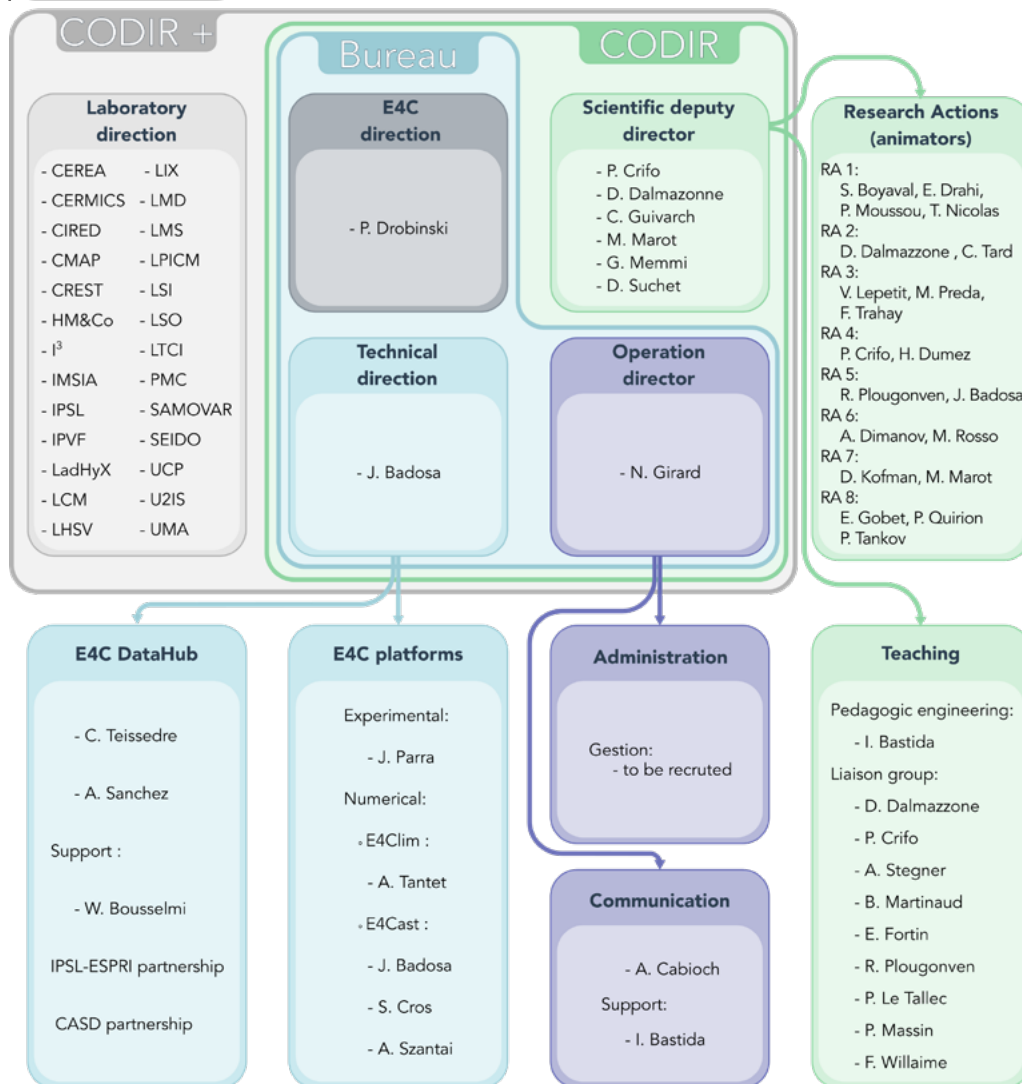 CODIR +
Bureau
CODIR
Laboratory
direction
- CEREA - LIX
- CERMICS - LMD
- CIRED - LMS
- CMAP - LPICM
- CREST - LSI
- HM&Co - LSO
- I³ - LTCI
- IMSIA - PMC
- IPSL - SAMOVAR
- IPVF - SEIDO
- LadHyX - UCP
- LCM - U2IS
- LHSV - UMA
E4C
direction
- P. Drobinski
Scientific deputy
director
- P. Crifo
- D. Dalmazonne
- C. Guivarch
- M. Marot
- G. Memmi
- D. Suchet
Research Actions
(animators)
RA 1:
S. Boyaval, E. Drahi,
P. Moussou, T. Nicolas
RA 2:
D. Dalmazzone , C. Tard
RA 3:
V. Lepetit, M. Preda,
F. Trahay
RA 4:
P. Crifo, H. Dumez
RA 5:
R. Plougonven, J. Badosa
RA 6:
A. Dimanov, M. Rosso
RA 7:
D. Kofman, M. Marot
RA 8:
E. Gobet, P. Quirion
P. Tankov
Technical
direction
- J. Badosa
Operation
director
- N. Girard
E4C DataHub
- C. Teissedre
- A. Sanchez
Support :
- W. Bousselmi
IPSL-ESPRI partnership
CASD partnership
E4C platforms
Experimental:
- J. Parra
Numerical:
◦ E4Clim :
- A. Tantet
◦ E4Cast :
- J. Badosa
- S. Cros
- A. Szantai
Administration
Gestion:
- to be recruted
Communication
- A. Cabioch
Support:
- I. Bastida
Teaching
Pedagogic engineering:
- I. Bastida
Liaison group:
- D. Dalmazzone
- P. Crifo
- A. Stegner
- B. Martinaud
- E. Fortin
- R. Plougonven
- P. Le Tallec
- P. Massin
- F. Willaime